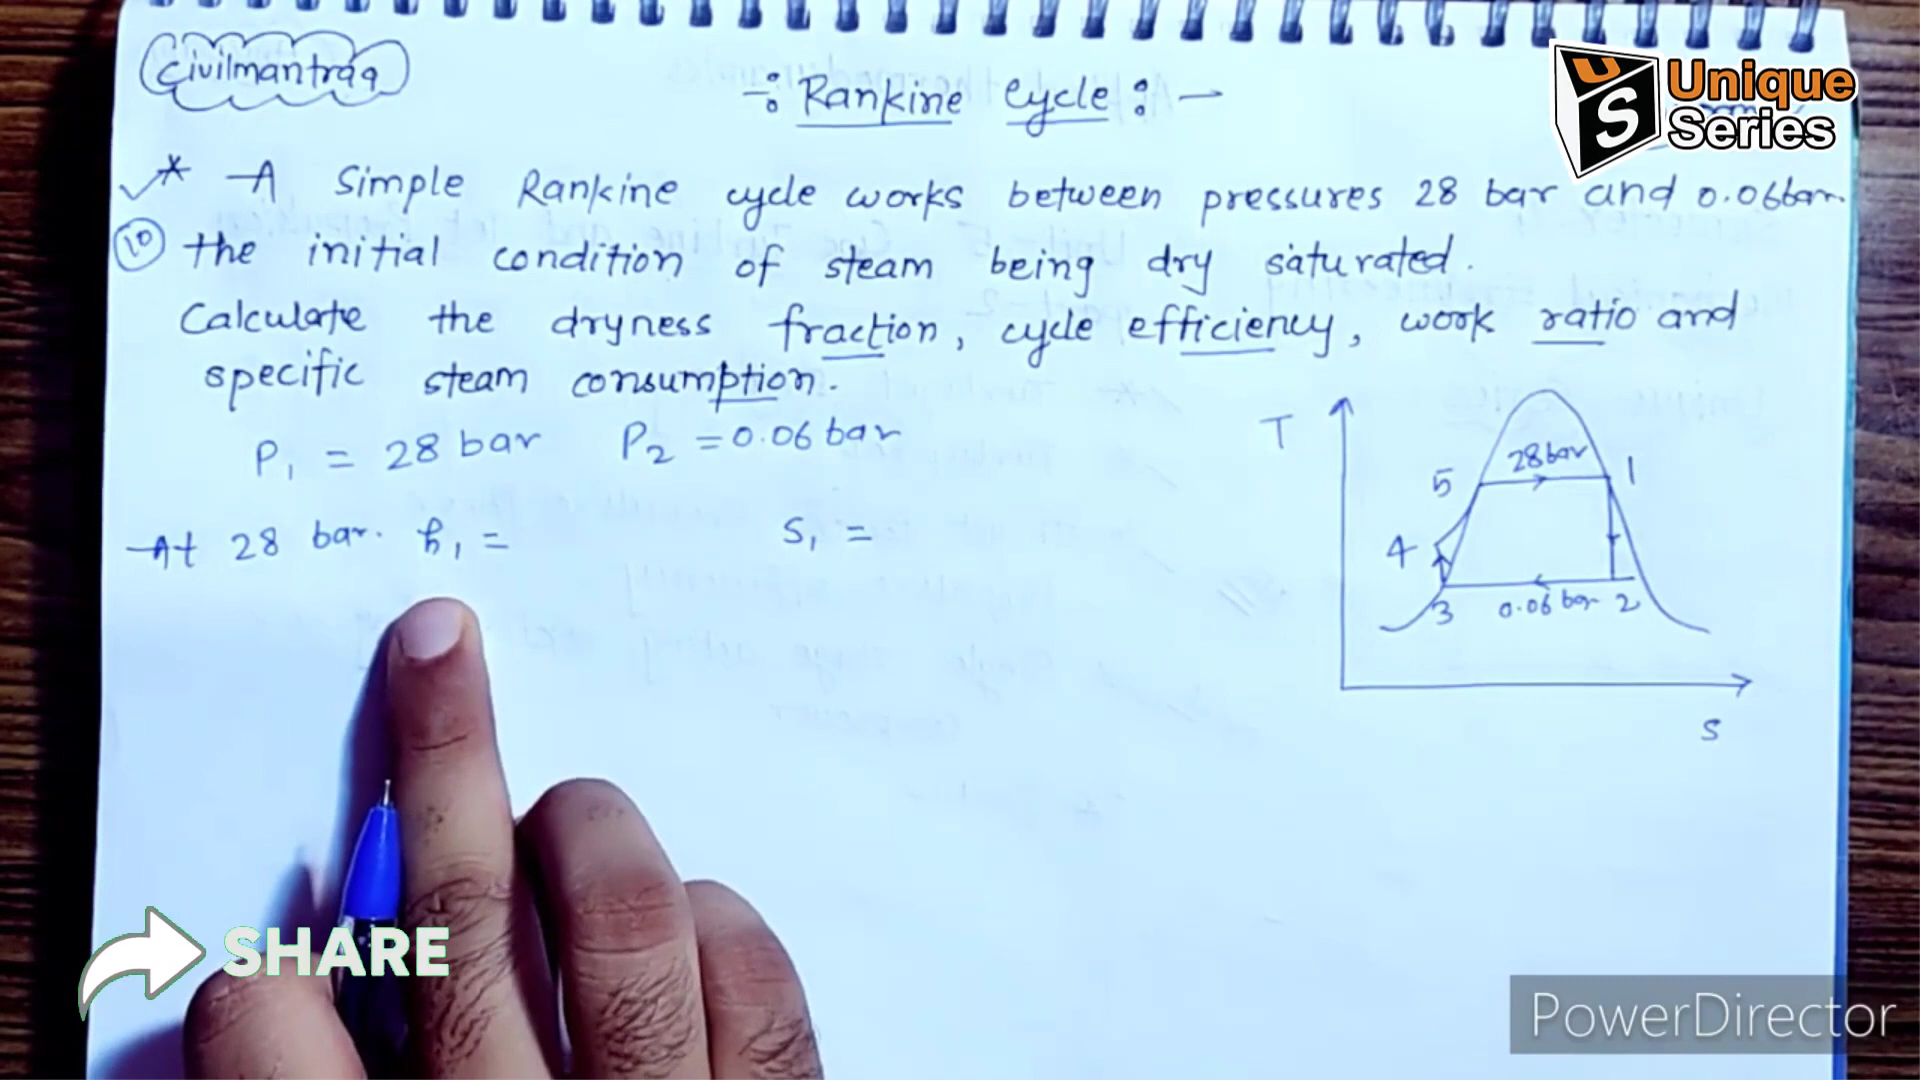 Civilmantraa
Unique
Series
US
÷ Rankine Cycle : -
* A Simple Rankine cycle works between pressures 28 bar and 0.06bar.
10 the initial condition of steam being dry saturated.
Calculate the dryness fraction, cycle efficiency, work ratio and
specific steam consumption.
P1 = 28 bar P2 = 0.06 bar
At 28 bar. h1 = S1 =
T
28bar
5 1
4
3 0.06 bar 2
S
SHARE
PowerDirector